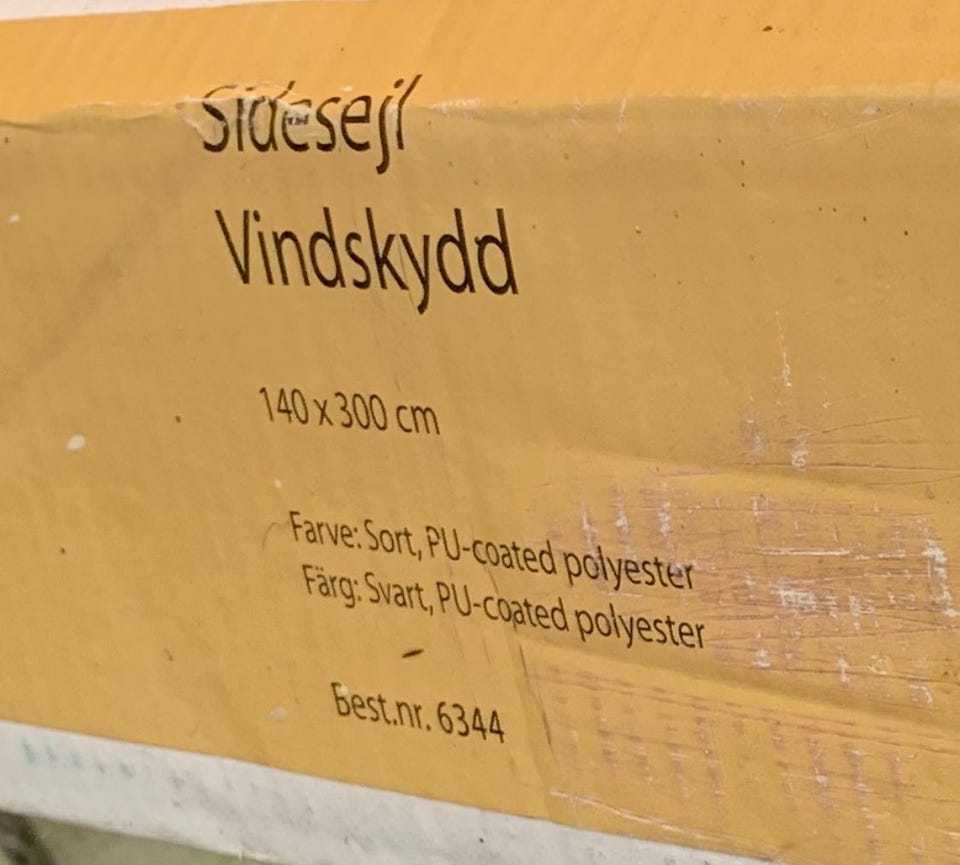 Sidesejl
Vindskydd
140 x 300 cm
Farve: Sort, PU-coated polyester
Färg: Svart, PU-coated polyester
Best.nr. 6344